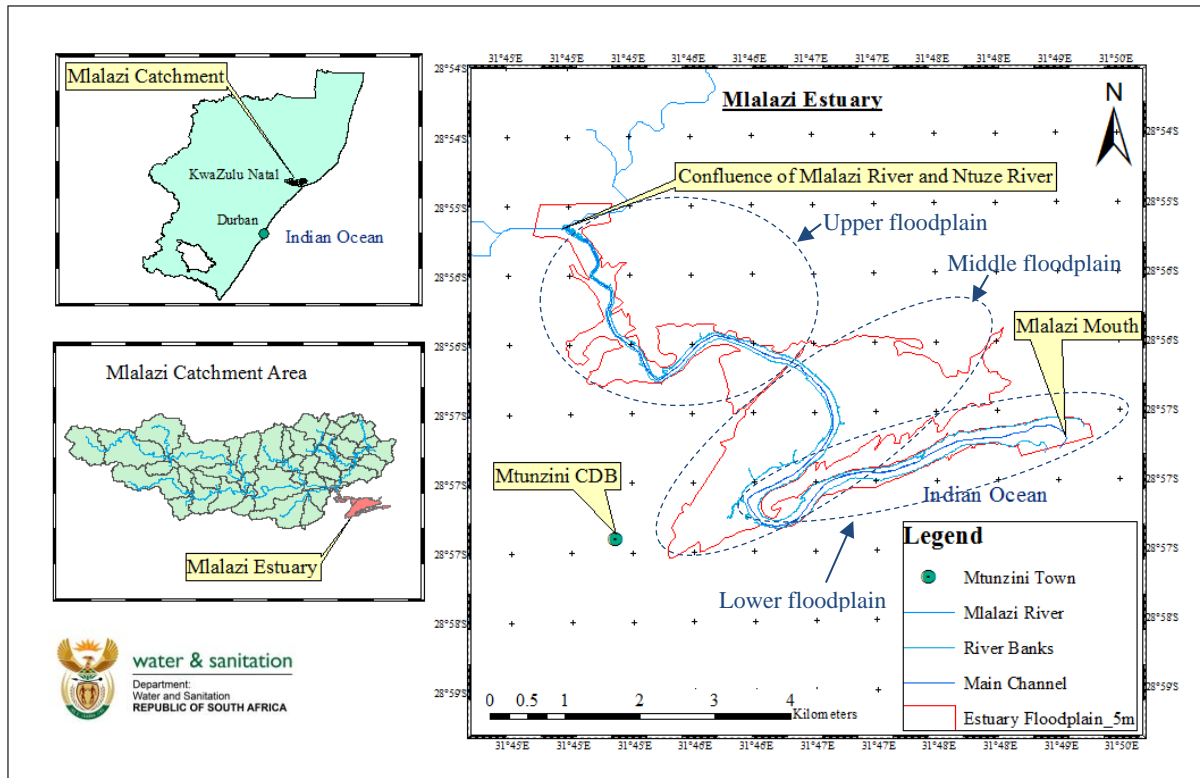 Mlalazi Catchment
KwaZulu Natal
Durban
Indian Ocean
Mlalazi Catchment Area
Mlalazi Estuary
water & sanitation
Department:
Water and Sanitation
REPUBLIC OF SOUTH AFRICA
31°45'E 31°45'E 31°45'E 31°46'E 31°46'E 31°47'E 31°47'E 31°48'E 31°48'E 31°49'E 31°50'E
Mlalazi Estuary
N
Confluence of Mlalazi River and Ntuze River
Upper floodplain
Middle floodplain
Mlalazi Mouth
Mtunzini CDB
Indian Ocean
Lower floodplain
28°54'S
28°54'S
28°55'S
28°56'S
28°56'S
28°57'S
28°57'S
28°57'S
28°58'S
28°59'S
28°54'S
28°54'S
28°55'S
28°56'S
28°56'S
28°57'S
28°57'S
28°57'S
28°58'S
28°59'S
Legend
Mtunzini Town
Mlalazi River
River Banks
Main Channel
Estuary Floodplain_5m
0 0.5 1 2 3 4
Kilometers
31°45'E 31°45'E 31°45'E 31°46'E 31°46'E 31°47'E 31°47'E 31°48'E 31°48'E 31°49'E 31°50'E